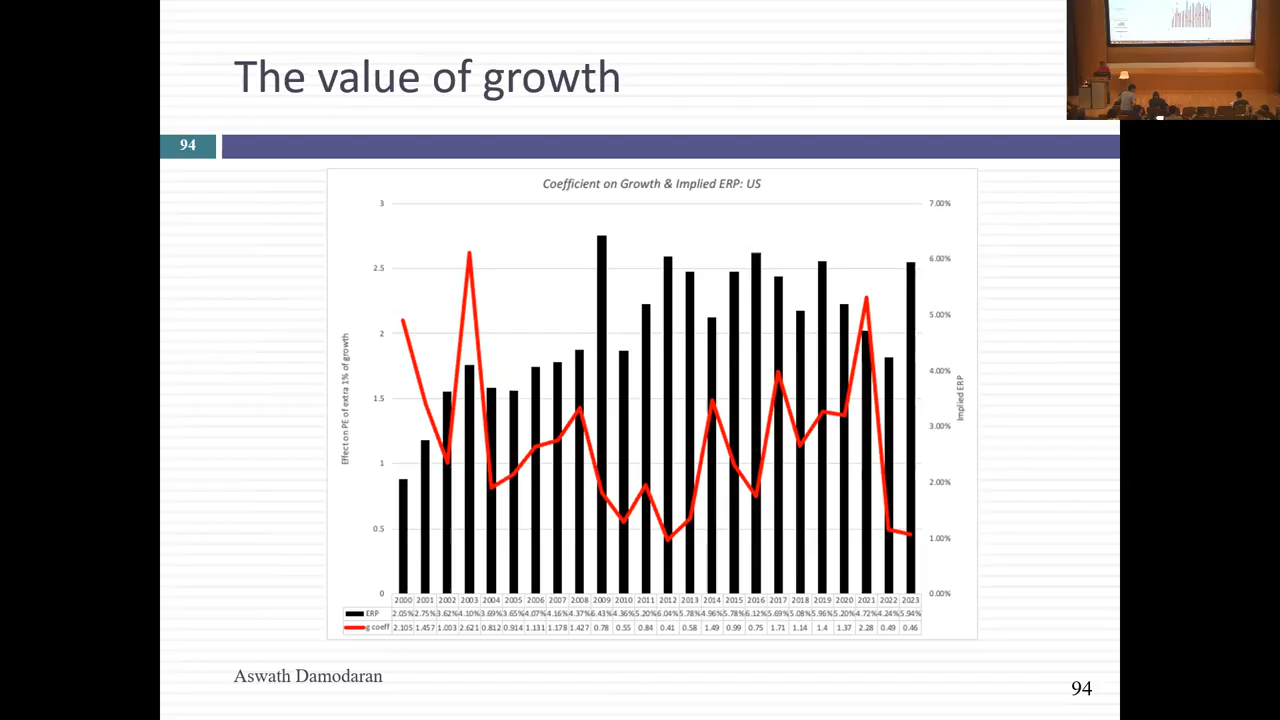 The value of growth
94
Coefficient on Growth & Implied ERP: US
3
2.5
2
1.5
1
0.5
0
Effect on PE of extra 1% of growth
7.00%
6.00%
5.00%
4.00%
3.00%
2.00%
1.00%
0.00%
Implied ERP
2000 2001 2002 2003 2004 2005 2006 2007 2008 2009 2010 2011 2012 2013 2014 2015 2016 2017 2018 2019 2020 2021 2022 2023
ERP 2.05% 2.75% 3.62% 4.10% 3.69% 3.65% 4.07% 4.16% 4.37% 6.43% 4.36% 5.20% 6.04% 5.78% 4.96% 5.78% 6.12% 5.69% 5.08% 5.96% 5.20% 4.72% 4.24% 5.94%
g coeff 2.105 1.457 1.003 2.621 0.812 0.914 1.131 1.178 1.427 0.78 0.55 0.84 0.41 0.58 1.49 0.99 0.75 1.71 1.14 1.4 1.37 2.28 0.49 0.46
Aswath Damodaran
94